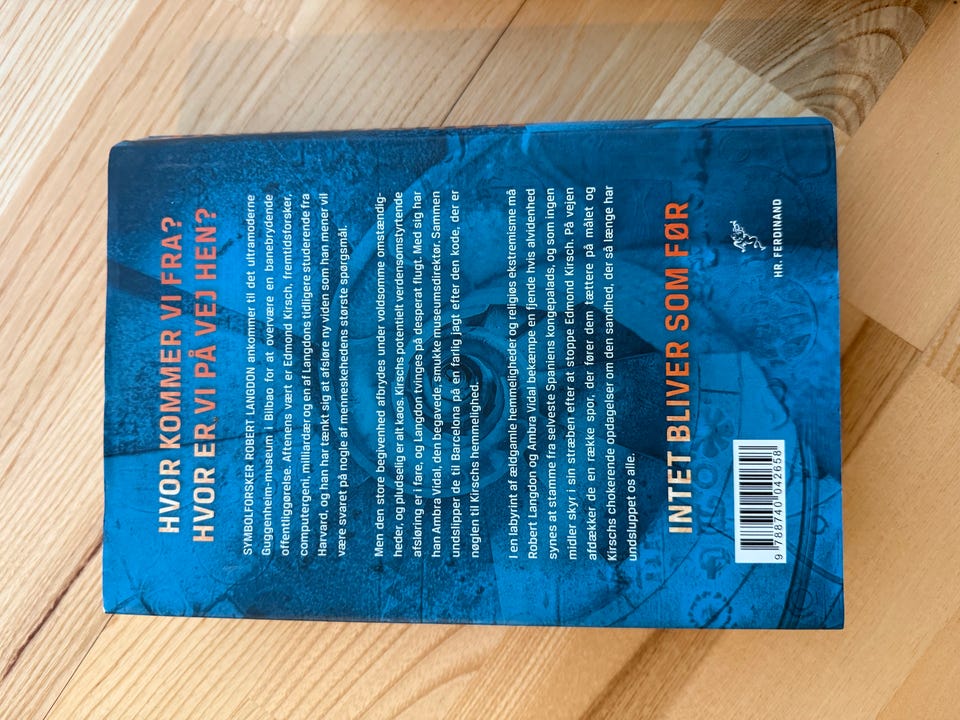 HVOR KOMMER VI FRA?
HVOR ER VI PÅ VEJ HEN?
SYMBOLFORSKER ROBERT LANGDON ankommer til det ultramoderne
Guggenheim-museum i Bilbao for at overvære en banebrydende
offentliggørelse. Aftenens vært er Edmond Kirsch, fremtidsforsker,
computergeni, milliardær og en af Langdons tidligere studerende fra
Harvard, og han har tænkt sig at afsløre ny viden som han mener vil
være svaret på nogle af menneskehedens største spørgsmål.
Men den store begivenhed afbrydes under voldsomme omstændig-
heder, og pludselig er alt kaos. Kirschs potentielt verdensomstyrtende
afsløring er i fare, og Langdon tvinges på desperat flugt. Med sig har
han Ambra Vidal, den begavede, smukke museumsdirektør. Sammen
undslipper de til Barcelona på en farlig jagt efter den kode, der er
nøglen til Kirschs hemmelighed.
I en labyrint af ældgamle hemmeligheder og religiøs ekstremisme må
Robert Langdon og Ambra Vidal bekæmpe en fjende hvis alvidenhed
synes at stamme fra selveste Spaniens kongepalads, og som ingen
midler skyr i sin stræben efter at stoppe Edmond Kirsch. På vejen
afdækker de en række spor, der fører dem tættere på målet og
Kirschs chokerende opdagelser om den sandhed, der så længe har
undsluppet os alle.
INTET BLIVER SOM FØR
9 788740 042658
HR. FERDINAND